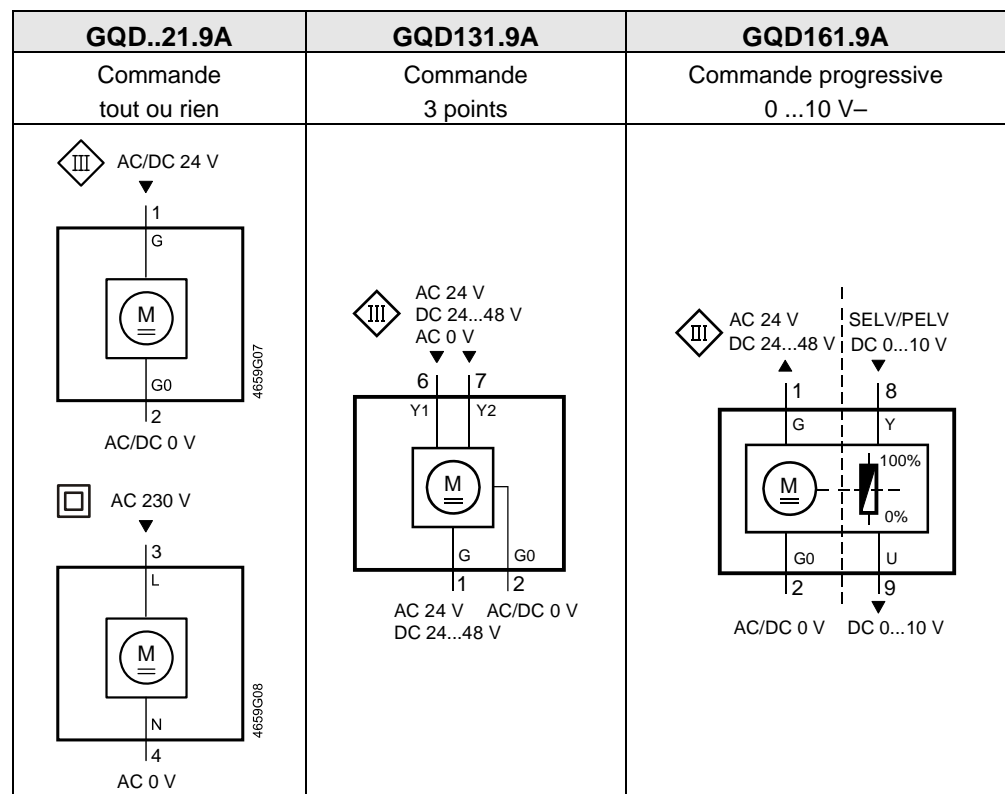 GQD..21.9A
GQD131.9A
GQD161.9A
Commande
tout ou rien
Commande
3 points
Commande progressive
0 ...10 V–
III
AC/DC 24 V
1
G
M
G0
2
AC/DC 0 V
4659G07
AC 230 V
3
L
M
N
4
AC 0 V
4659G08
III
AC 24 V
DC 24...48 V
AC 0 V
6
7
Y1
Y2
M
G
G0
1
2
AC 24 V
AC/DC 0 V
DC 24...48 V
III
AC 24 V
DC 24...48 V
SELV/PELV
DC 0...10 V
1
8
G
Y
M
100%
0%
G0
U
2
9
AC/DC 0 V
DC 0...10 V